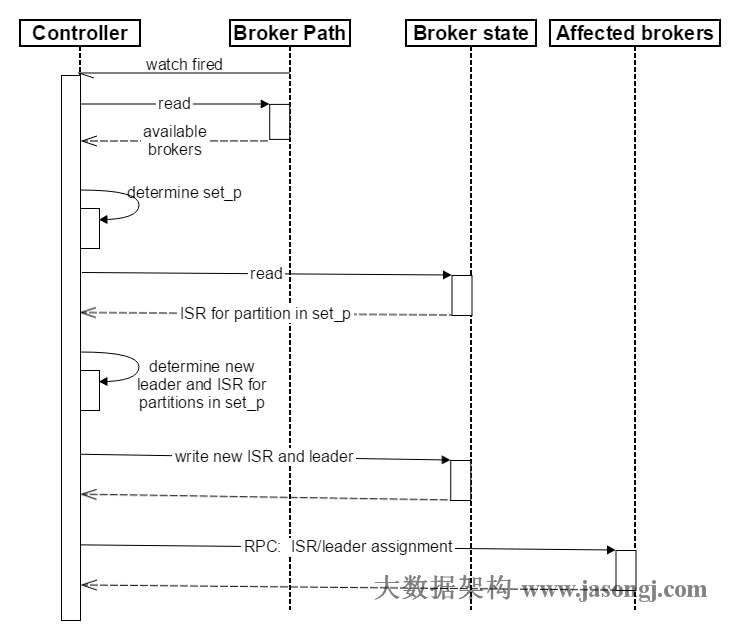 Controller
Broker Path
Broker state
Affected brokers
watch fired
read
available
brokers
determine set_p
read
ISR for partition in set_p
determine new
leader and ISR for
partitions in set_p
write new ISR and leader
RPC: ISR/leader assignment
大数据架构 www.jasongj.com